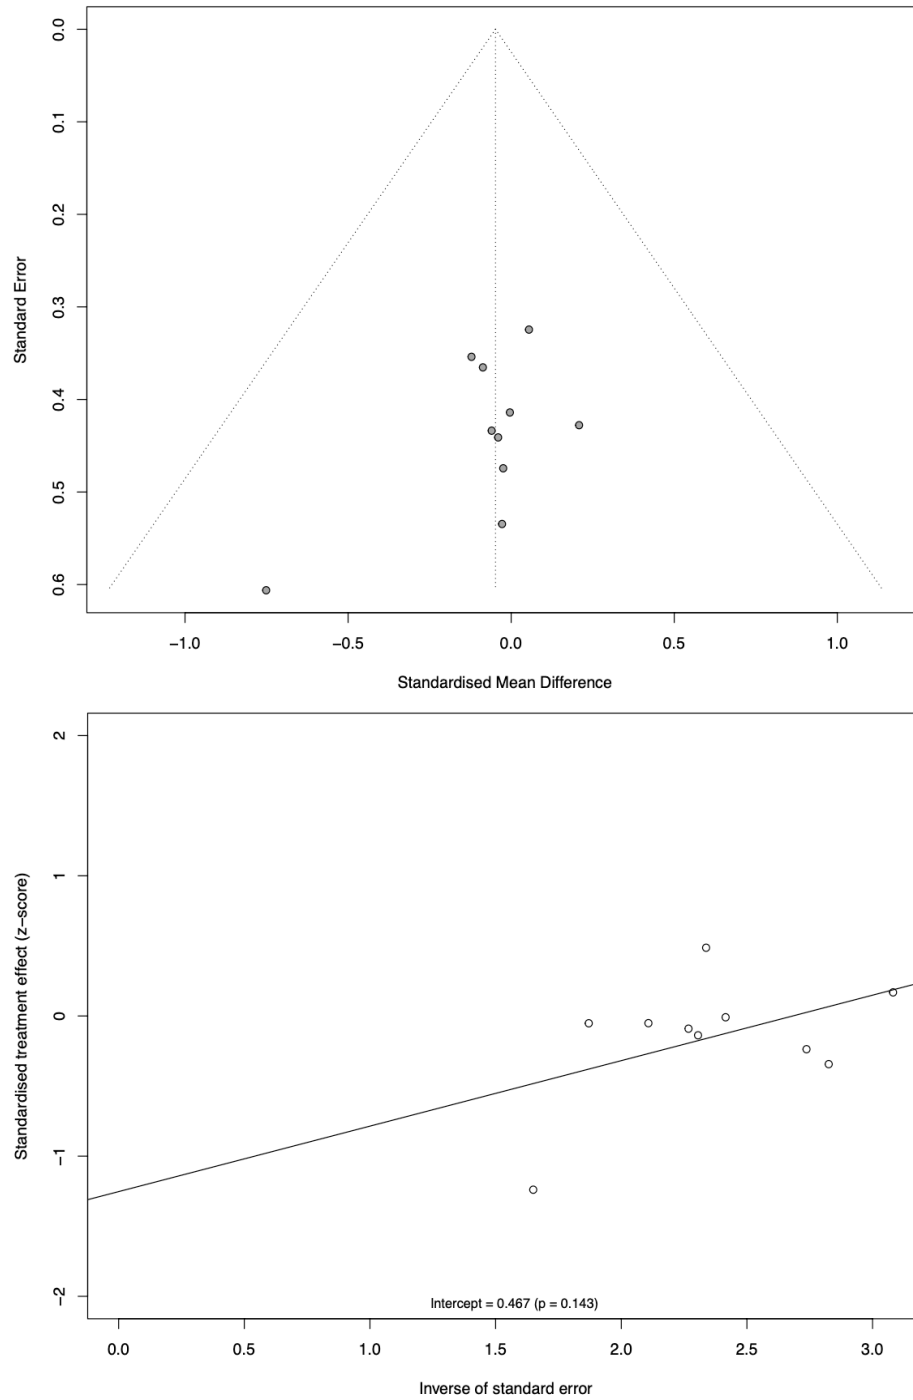 0.0
0.1
0.2
0.3
0.4
0.5
0.6
Standard Error
−1.0 −0.5 0.0 0.5 1.0
Standardised Mean Difference
2
1
0
−1
−2
Standardised treatment effect (z−score)
Intercept = 0.467 (p = 0.143)
0.0 0.5 1.0 1.5 2.0 2.5 3.0
Inverse of standard error